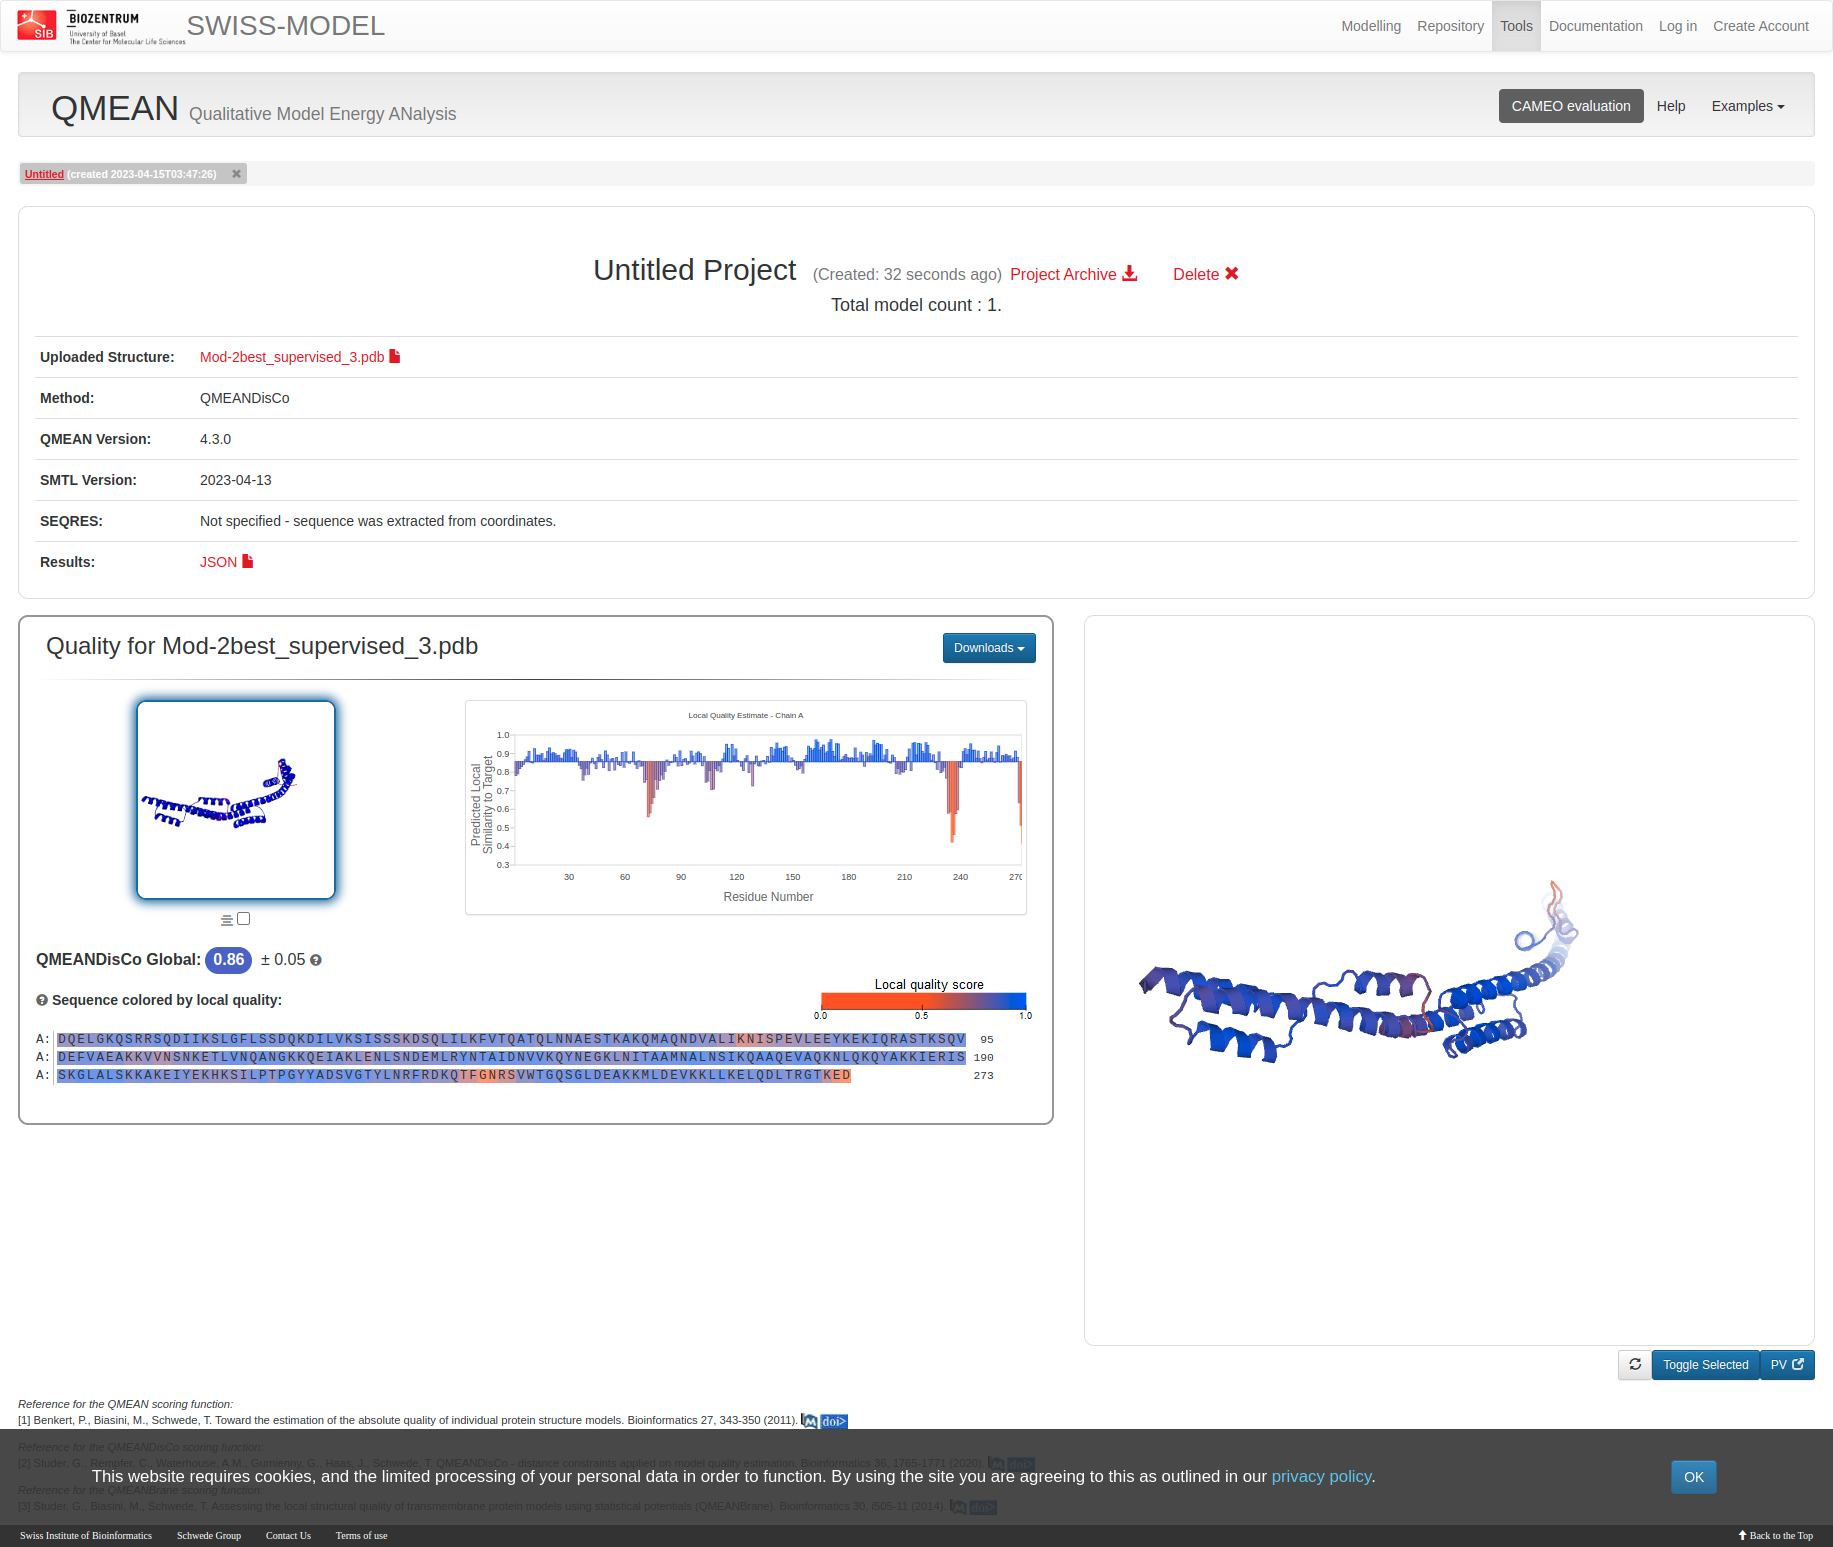 SIB
BIOZENTRUM
University of Basel
The Center for Molecular Life Sciences
SWISS-MODEL
Modelling Repository Tools Documentation Log in Create Account
QMEAN Qualitative Model Energy ANalysis
CAMEO evaluation Help Examples
Untitled (created 2023-04-15T03:47:26)
Untitled Project (Created: 32 seconds ago) Project Archive Delete
Total model count : 1.
Uploaded Structure: Mod-2best_supervised_3.pdb
Method: QMEANDisCo
QMEAN Version: 4.3.0
SMTL Version: 2023-04-13
SEQRES: Not specified - sequence was extracted from coordinates.
Results: JSON
Quality for Mod-2best_supervised_3.pdb
Downloads
Local Quality Estimate - Chain A
Predicted Local
Similarity to Target
1.0
0.9
0.8
0.7
0.6
0.5
0.4
0.3
30 60 90 120 150 180 210 240 270
Residue Number
QMEANDisCo Global: 0.86 ± 0.05
Sequence colored by local quality:
Local quality score
0.0 0.5 1.0
A: DQELGKQSRRSQDIIKSLGFLSSDQKDILVKSISSSKDSQLILKFVTQATQLNNAESTKAKQMAQNDVALIKNISPEVLEEYKEKIQRASTKSQV 95
A: DEFVAEAKKVVNSNKETLVNQANGKKQEIAKLENLSNDEMLRYNTAIDNVVKQYNEGKLNITAAMNALNSIKQAAQEVAQKNLQKQYAKKIERIS 190
A: SKGLALSKKAKEIYEKHKSILPTPGYYADSVGTYLNRFRDKQTFGNRSVWTGQSGLDEAKKMLDEVKKLLKELQDLTRGTKED 273
Toggle Selected PV
Reference for the QMEAN scoring function:
[1] Benkert, P., Biasini, M., Schwede, T. Toward the estimation of the absolute quality of individual protein structure models. Bioinformatics 27, 343-350 (2011). M doi>
Reference for the QMEANDisCo scoring function:
[2] Studer, G., Rempfer, C., Waterhouse, A.M., Gumienny, G., Haas, J., Schwede, T. QMEANDisCo - distance constraints applied on model quality estimation. Bioinformatics 36, 1765-1771 (2020). M doi>
This website requires cookies, and the limited processing of your personal data in order to function. By using the site you are agreeing to this as outlined in our privacy policy. OK
Reference for the QMEANBrane scoring function:
[3] Studer, G., Biasini, M., Schwede, T. Assessing the local structural quality of transmembrane protein models using statistical potentials (QMEANBrane). Bioinformatics 30, i505-11 (2014). M doi>
Swiss Institute of Bioinformatics Schwede Group Contact Us Terms of use Back to the Top